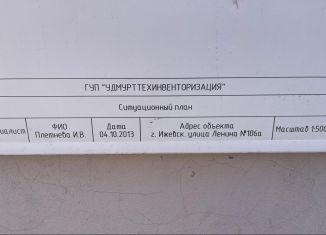 ГУП "УДМУРТТЕХИНВЕНТОРИЗАЦИЯ"
Ситуационный план
ФИО Дата Адрес объекта
иалист Плетнева И.В. 04.10.2013 г. Ижевск. улица Ленина №106а Масштаб 1:500